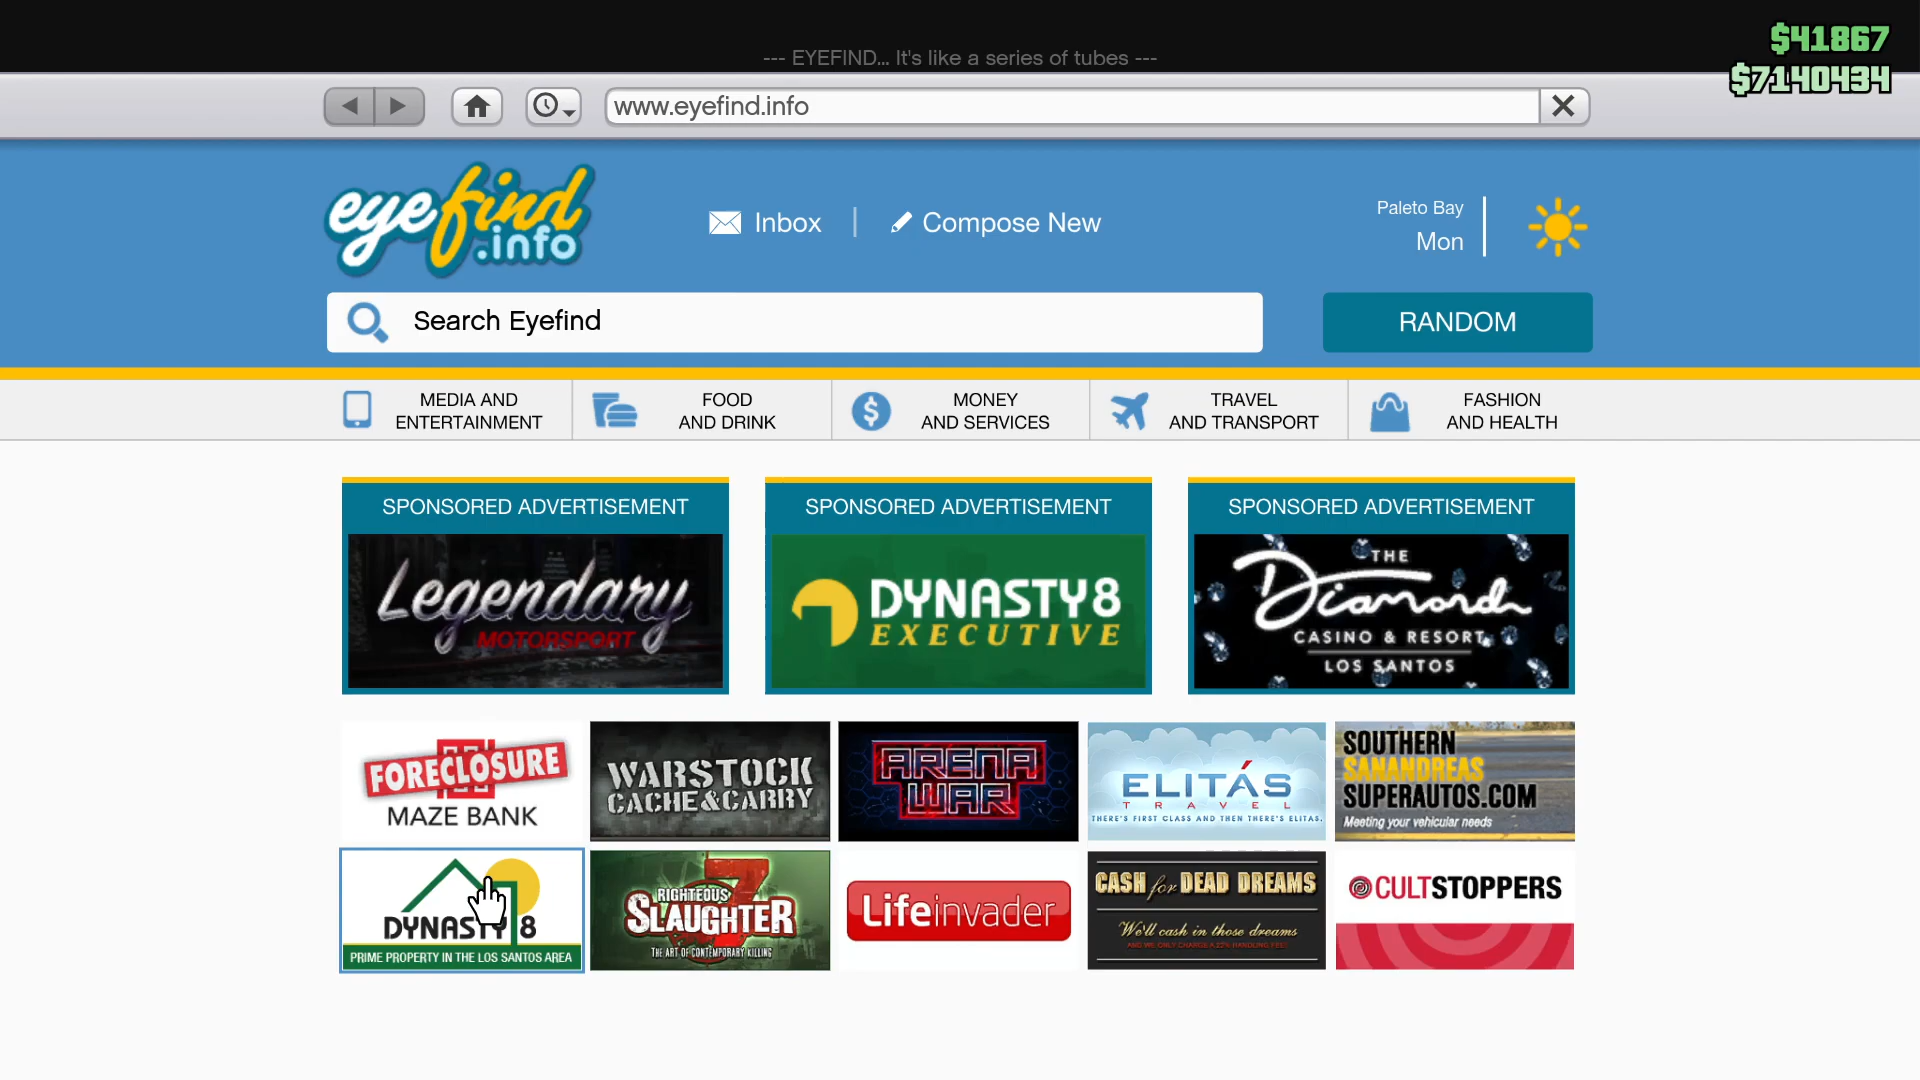 $41867
--- EYEFIND... It's like a series of tubes ---
$7140434
www.eyefind.info
eyefind
.info
Inbox
Compose New
Paleto Bay
Mon
Search Eyefind
RANDOM
MEDIA AND
ENTERTAINMENT
FOOD
AND DRINK
MONEY
AND SERVICES
TRAVEL
AND TRANSPORT
FASHION
AND HEALTH
SPONSORED ADVERTISEMENT
Legendary
MOTORSPORT
SPONSORED ADVERTISEMENT
DYNASTY8
EXECUTIVE
SPONSORED ADVERTISEMENT
THE
Diamond
CASINO & RESORT
LOS SANTOS
FORECLOSURE
MAZE BANK
WARSTOCK
CACHE&CARRY
ARENA
WAR
ELITÁS
TRAVEL
THERE'S FIRST CLASS AND THEN THERE'S ELITAS.
SOUTHERN
SANANDREAS
SUPERAUTOS.COM
Meeting your vehicular needs
DYNASTY 8
PRIME PROPERTY IN THE LOS SANTOS AREA
RIGHTEOUS
SLAUGHTER
7
THE ART OF CONTEMPORARY KILLING
Lifeinvader
CASH for DEAD DREAMS
We'll cash in those dreams
AND WE ONLY CHARGE A 22% HANDLING FEE!
CULTSTOPPERS